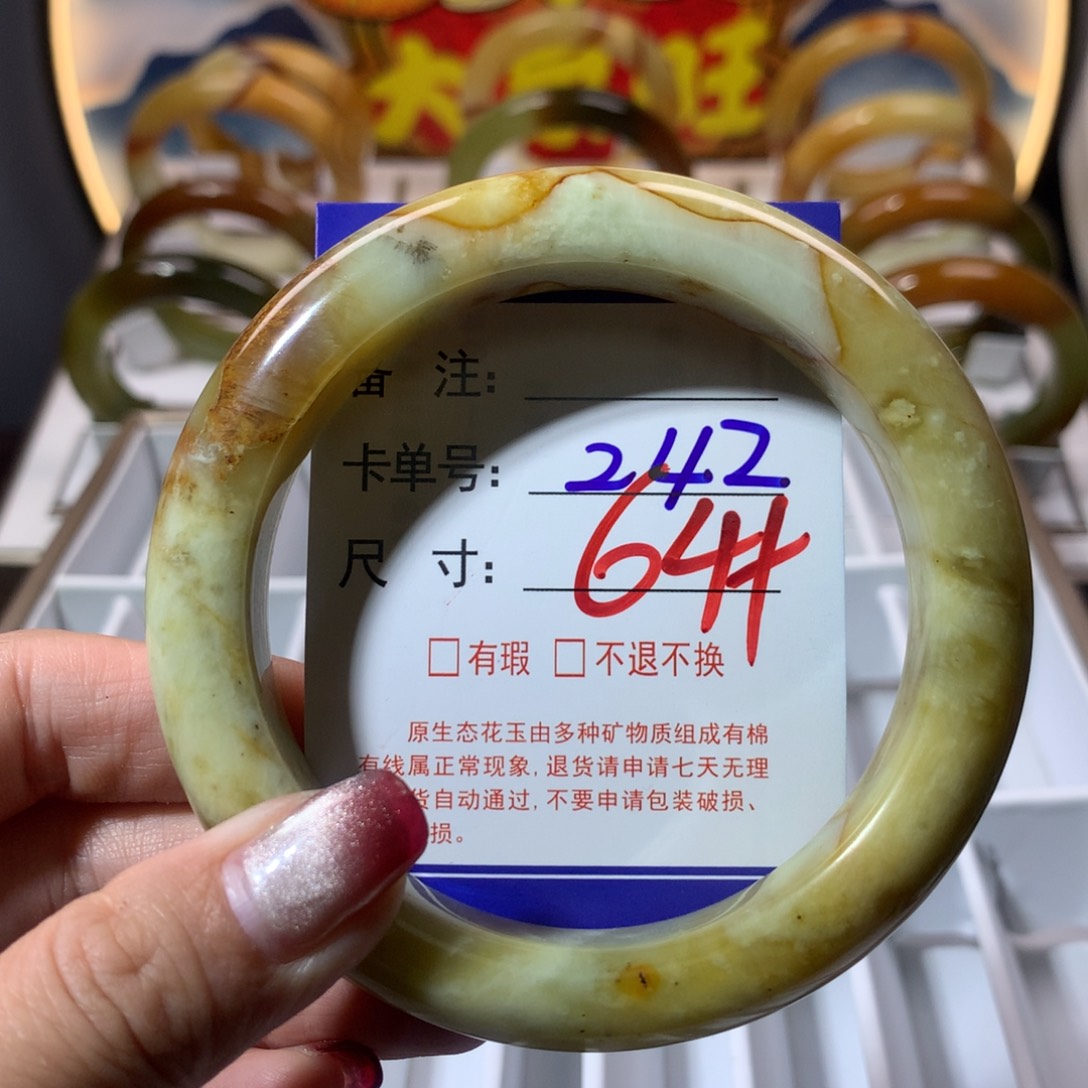 大 旺
备 注:
卡单号: 242
尺 寸: 64
□有瑕 □不退不换
原生态花玉由多种矿物质组成有棉
有线属正常现象,退货请申请七天无理
货自动通过,不要申请包装破损、
损。